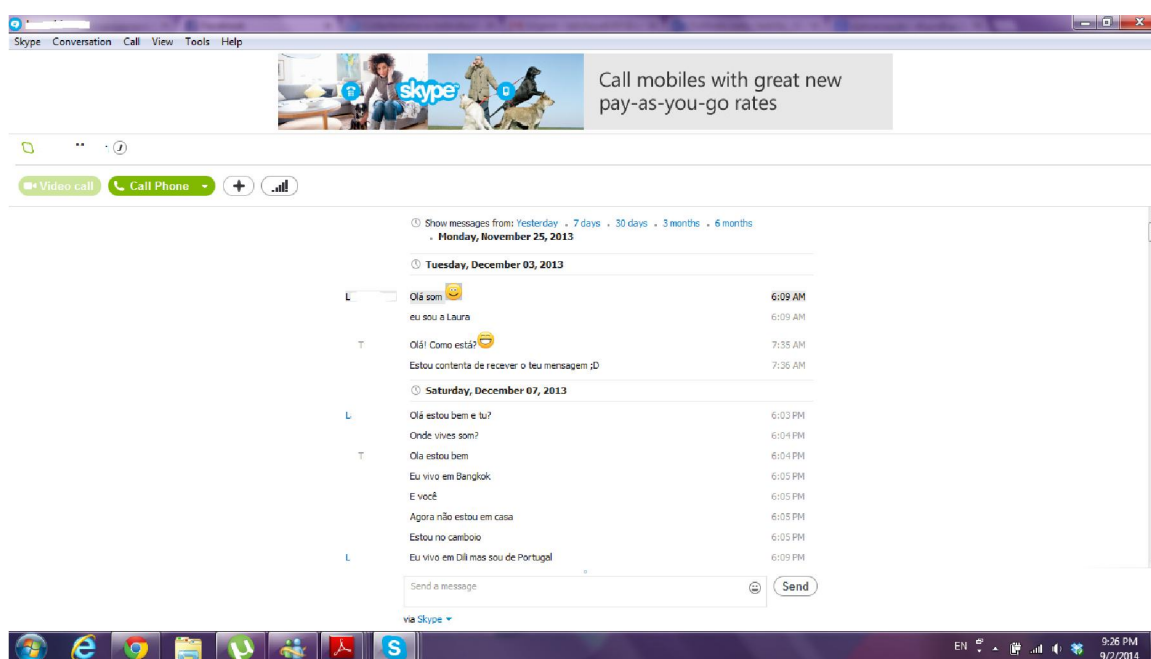 Skype Conversation Call View Tools Help
skype
Call mobiles with great new
pay-as-you-go rates
Video call Call Phone
Show messages from: Yesterday . 7 days . 30 days . 3 months . 6 months
. Monday, November 25, 2013
Tuesday, December 03, 2013
L Olá som 6:09 AM
eu sou a Laura 6:09 AM
T Olá! Como está? 7:35 AM
Estou contenta de recever o teu mensagem ;D 7:36 AM
Saturday, December 07, 2013
L Olá estou bem e tu? 6:03 PM
Onde vives som? 6:04 PM
T Ola estou bem 6:04 PM
Eu vivo em Bangkok 6:05 PM
E você 6:05 PM
Agora não estou em casa 6:05 PM
Estou no camboio 6:05 PM
L Eu vivo em Dili mas sou de Portugal 6:09 PM
Send a message Send
via Skype
EN 9:26 PM
9/2/2014